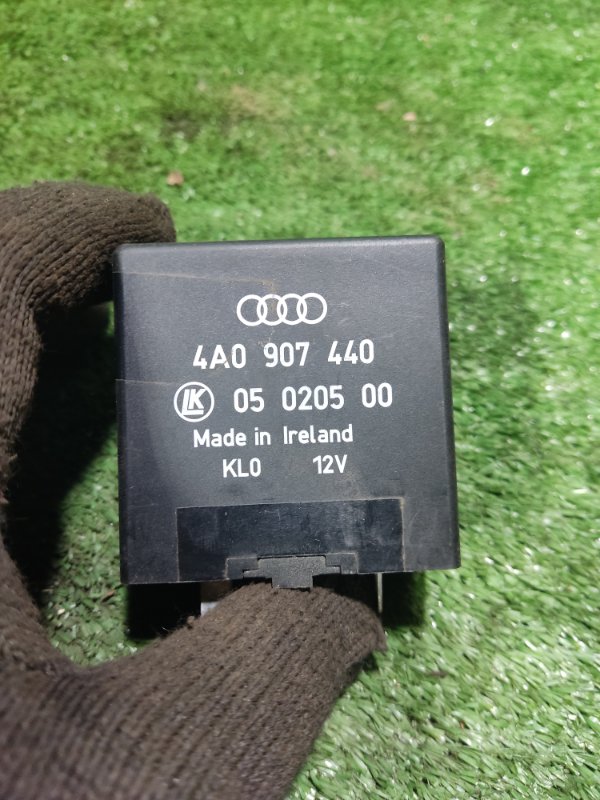 4A0 907 440
LK 05 0205 00
Made in Ireland
KL0 12V